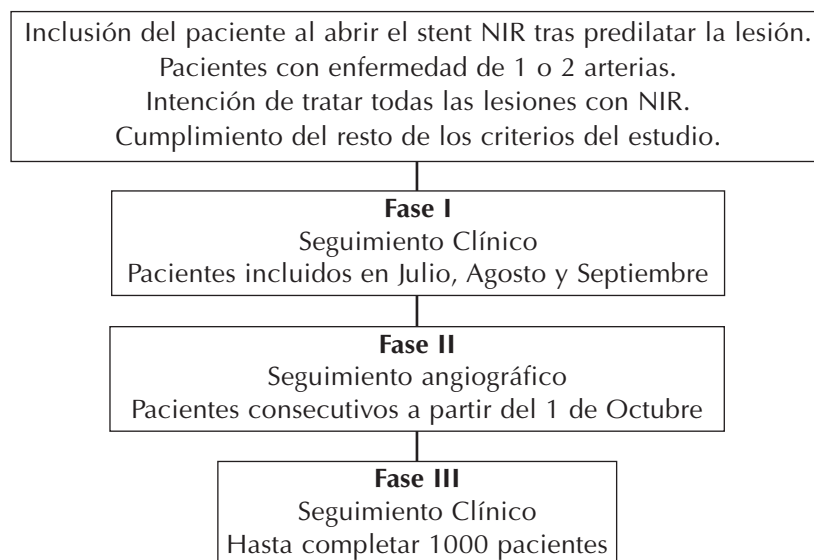 Inclusión del paciente al abrir el stent NIR tras predilatar la lesión.
Pacientes con enfermedad de 1 o 2 arterias.
Intención de tratar todas las lesiones con NIR.
Cumplimiento del resto de los criterios del estudio.
Fase I
Seguimiento Clínico
Pacientes incluidos en Julio, Agosto y Septiembre
Fase II
Seguimiento angiográfico
Pacientes consecutivos a partir del 1 de Octubre
Fase III
Seguimiento Clínico
Hasta completar 1000 pacientes